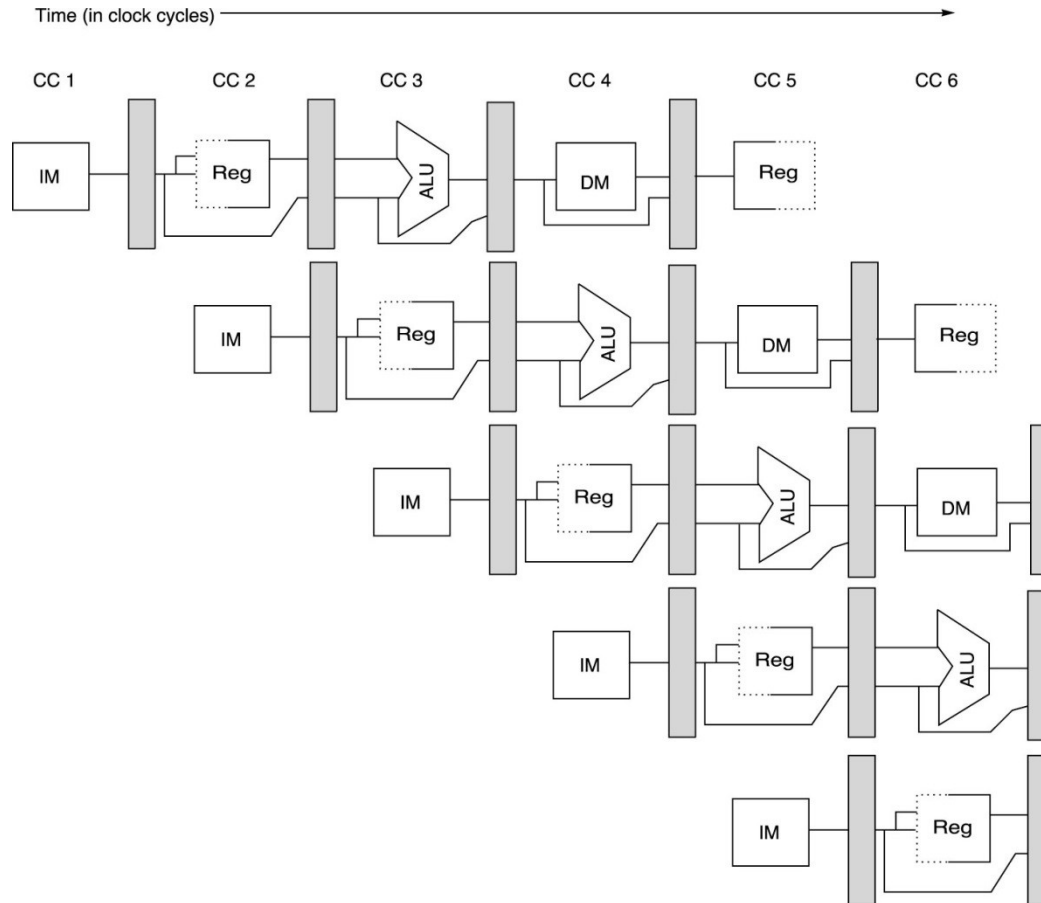 Time (in clock cycles)
CC 1 CC 2 CC 3 CC 4 CC 5 CC 6
IM Reg ALU DM Reg
IM Reg ALU DM Reg
IM Reg ALU DM
IM Reg ALU
IM Reg